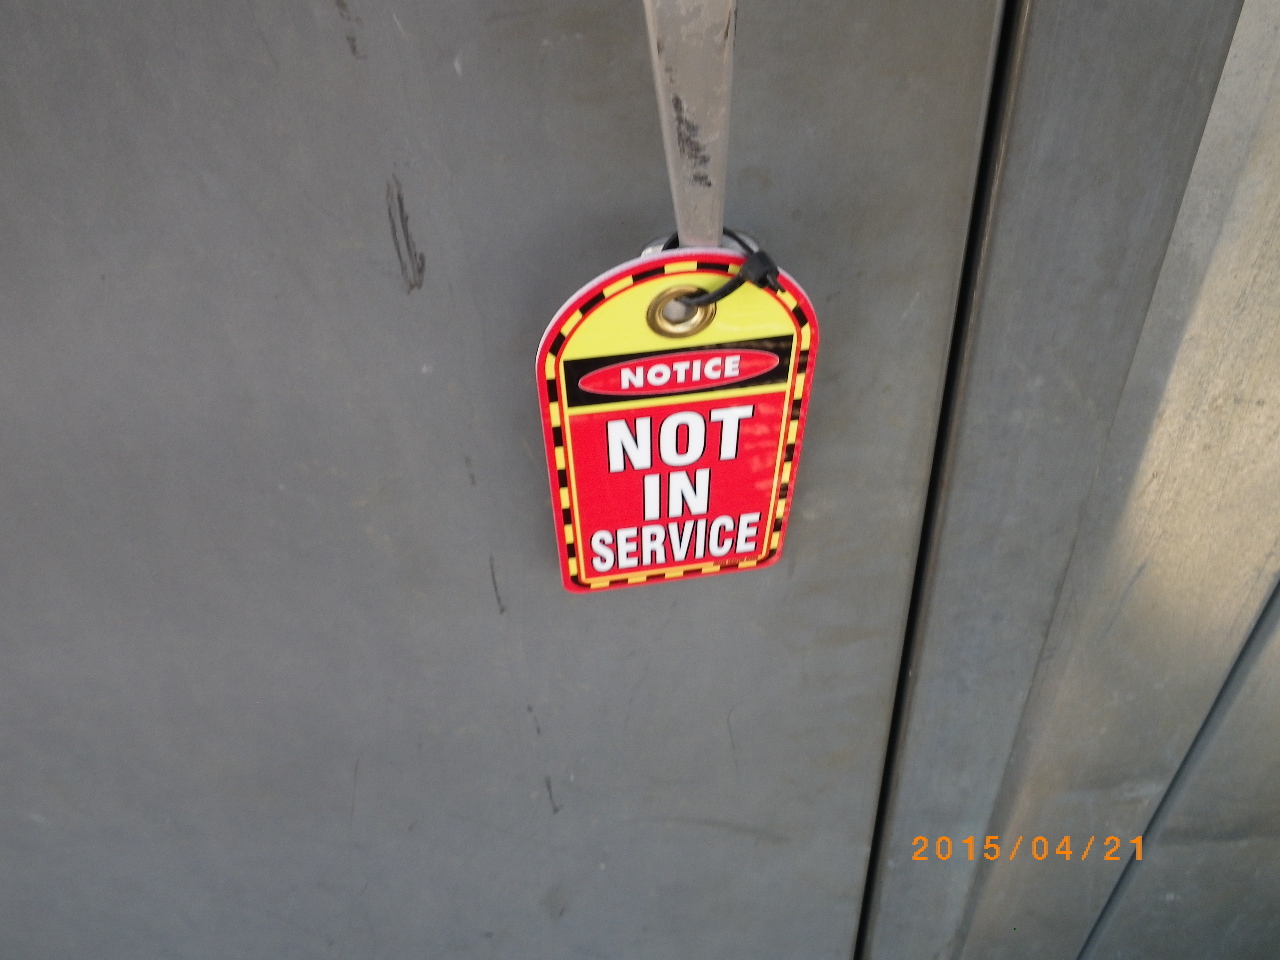 NOTICE
NOT
IN
SERVICE
2015/04/21